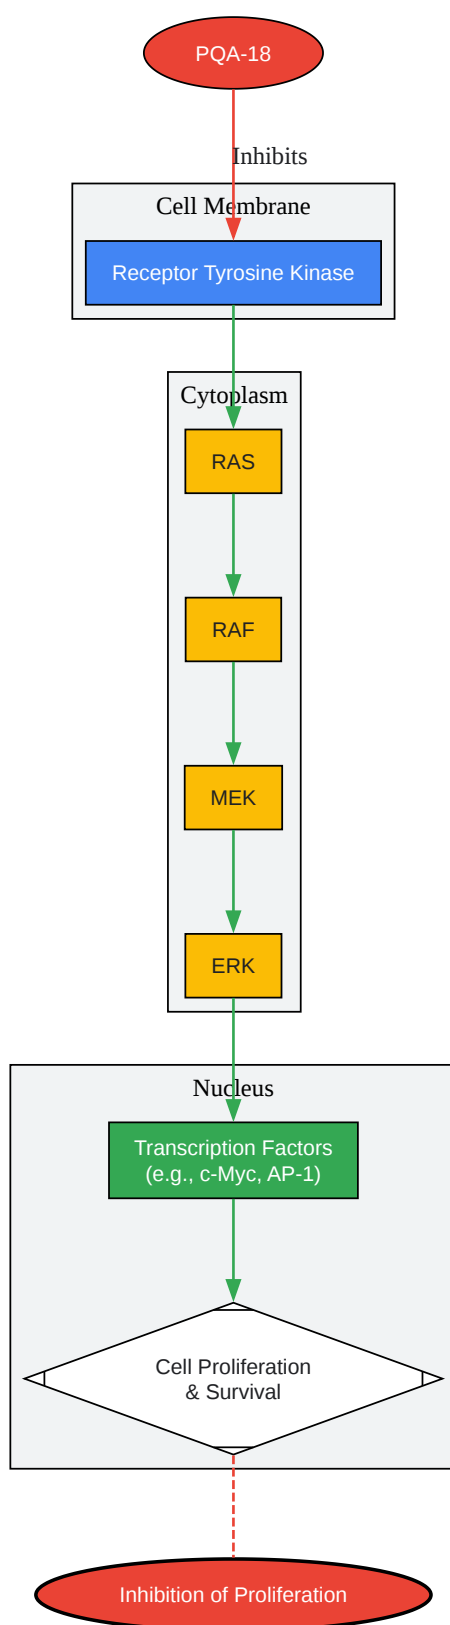 PQA-18
Inhibits
Cell Membrane
Receptor Tyrosine Kinase
Cytoplasm
RAS
RAF
MEK
ERK
Nucleus
Transcription Factors
(e.g., c-Myc, AP-1)
Cell Proliferation
& Survival
Inhibition of Proliferation